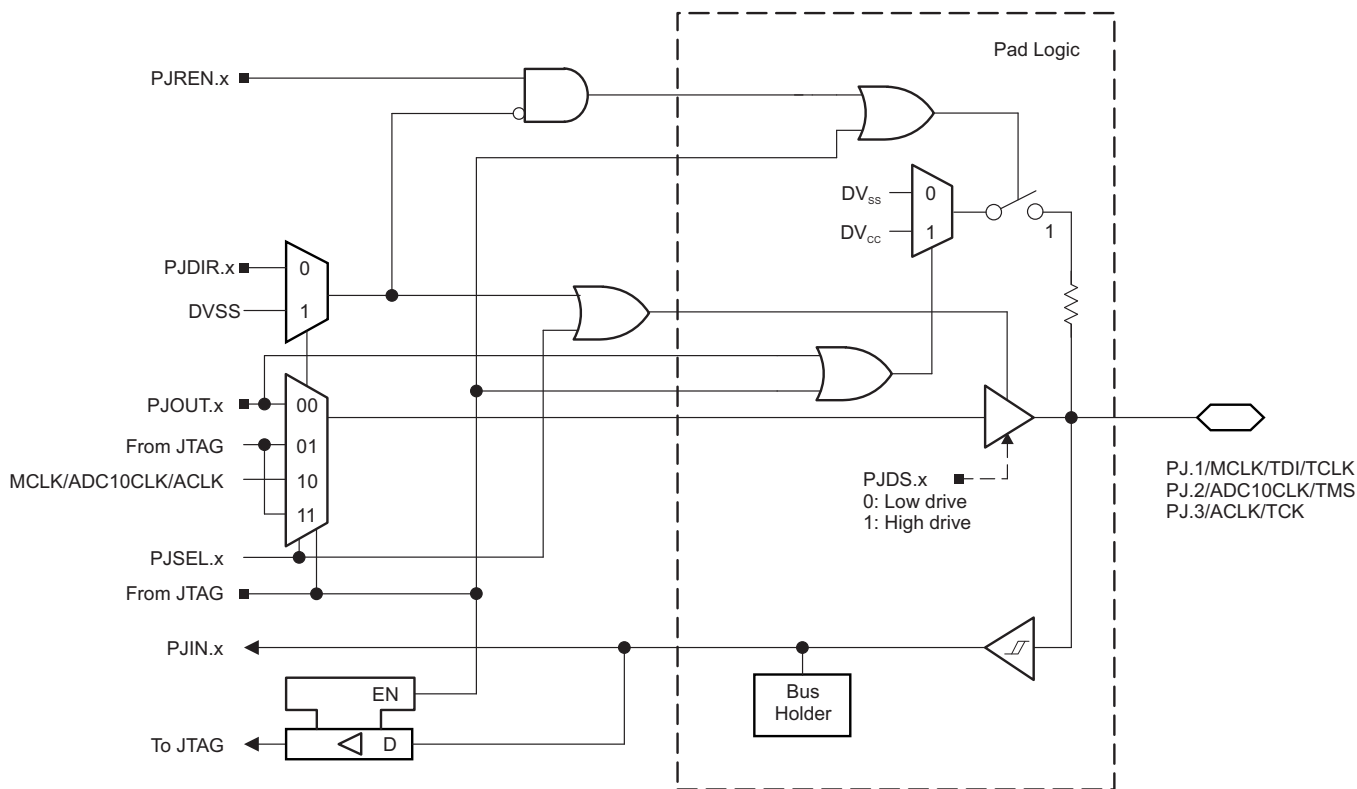 Pad Logic
PJREN.x
DVSS
0
DVCC
1
1
PJDIR.x
0
DVSS
1
PJOUT.x
00
From JTAG
01
MCLK/ADC10CLK/ACLK
10
11
PJSEL.x
From JTAG
PJDS.x
0: Low drive
1: High drive
PJ.1/MCLK/TDI/TCLK
PJ.2/ADC10CLK/TMS
PJ.3/ACLK/TCK
PJIN.x
Bus
Holder
EN
To JTAG
D